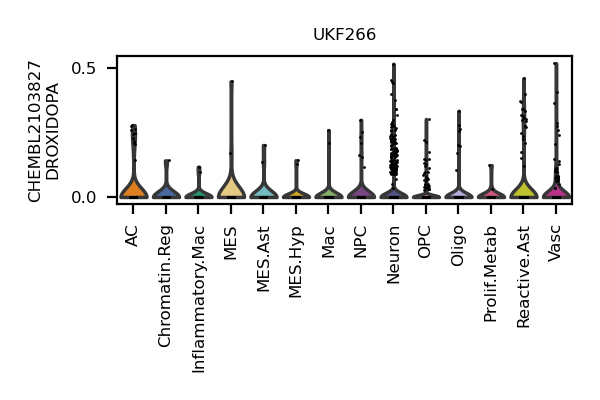 UKF266
CHEMBL2103827
DROXIDOPA
0.5
0.0
AC
Chromatin.Reg
Inflammatory.Mac
MES
MES.Ast
MES.Hyp
Mac
NPC
Neuron
OPC
Oligo
Prolif.Metab
Reactive.Ast
Vasc